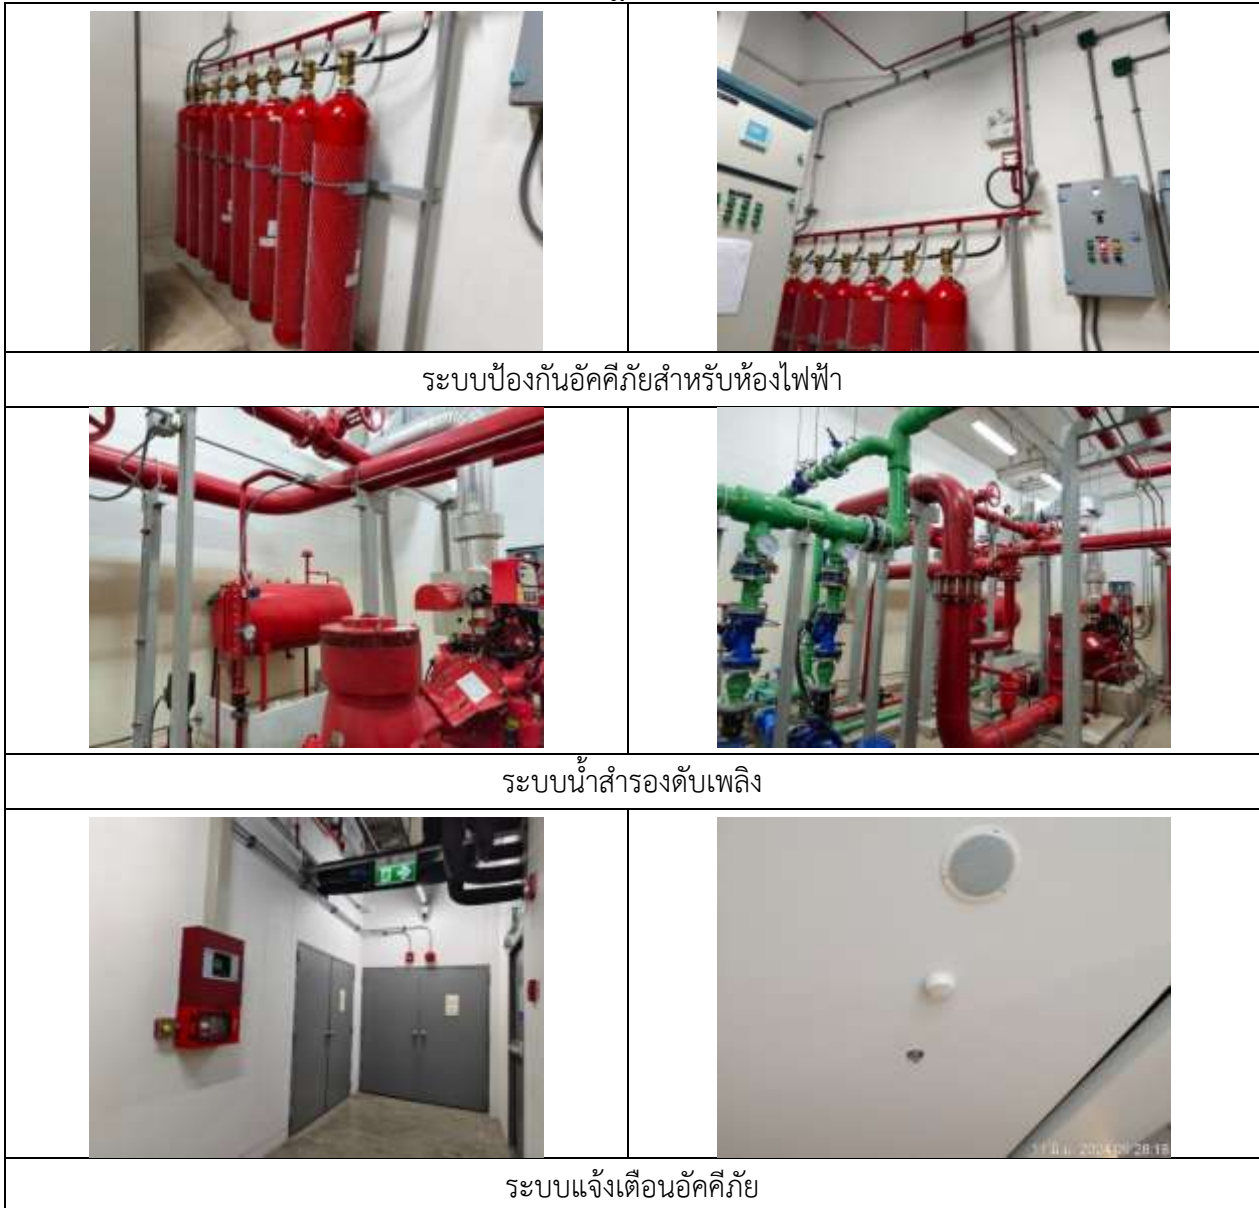 ระบบป้องกันอัคคีภัยสำหรับห้องไฟฟ้า
ระบบน้ำสำรองดับเพลิง
ระบบแจ้งเตือนอัคคีภัย